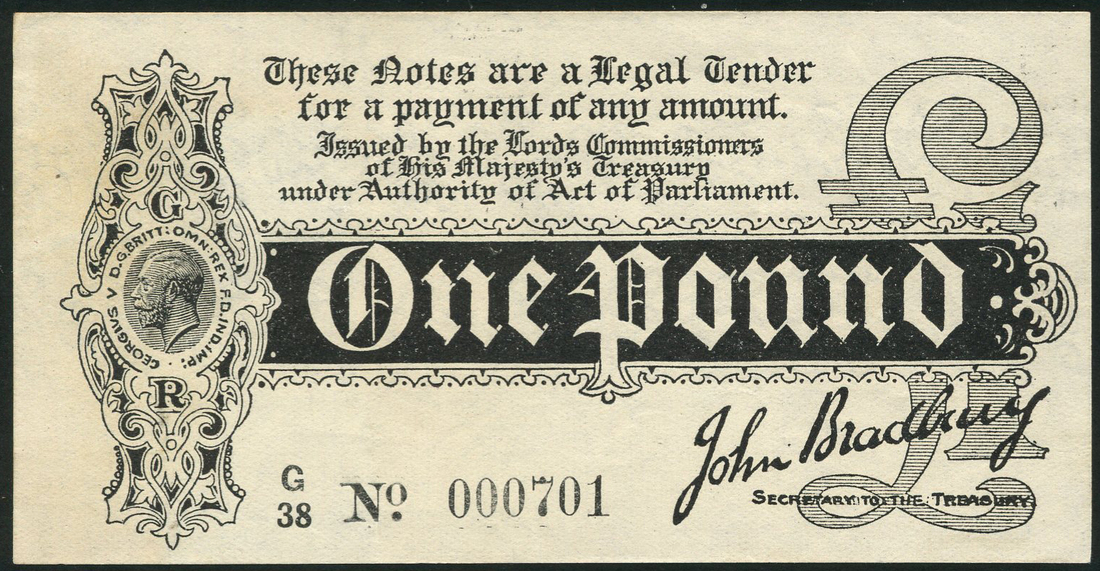 These Notes are a Legal Tender
for a payment of any amount.
Issued by the Lords Commissioners
of His Majesty's Treasury
under Authority of Act of Parliament.
£1
G
GEORGIVS V D.G.BRITT: OMN: REX F.D.IND.IMP:
R
One Pound
£1
John Bradbury
SECRETARY TO THE TREASURY.
G
38
No. 000701